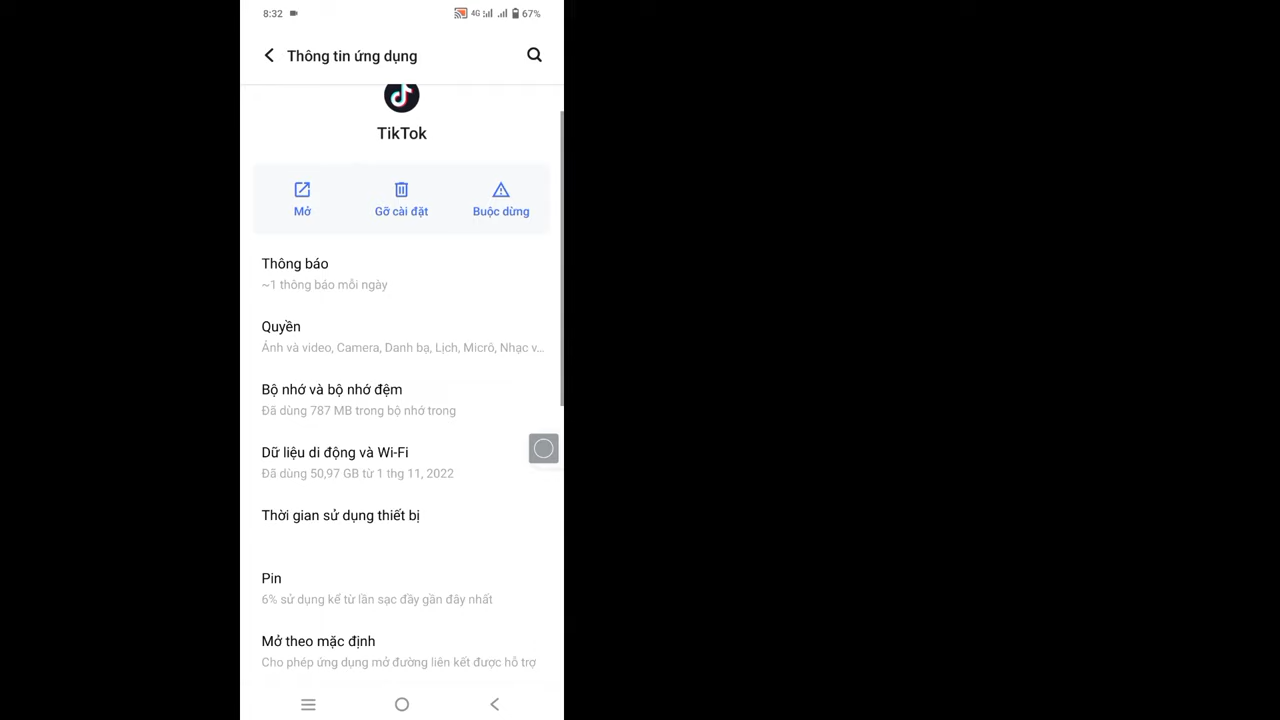 8:32 4G 67%
Thông tin ứng dụng
TikTok
Mở Gỡ cài đặt Buộc dừng
Thông báo
~1 thông báo mỗi ngày
Quyền
Ảnh và video, Camera, Danh bạ, Lịch, Micrô, Nhạc v...
Bộ nhớ và bộ nhớ đệm
Đã dùng 787 MB trong bộ nhớ trong
Dữ liệu di động và Wi-Fi
Đã dùng 50,97 GB từ 1 thg 11, 2022
Thời gian sử dụng thiết bị
Pin
6% sử dụng kể từ lần sạc đầy gần đây nhất
Mở theo mặc định
Cho phép ứng dụng mở đường liên kết được hỗ trợ